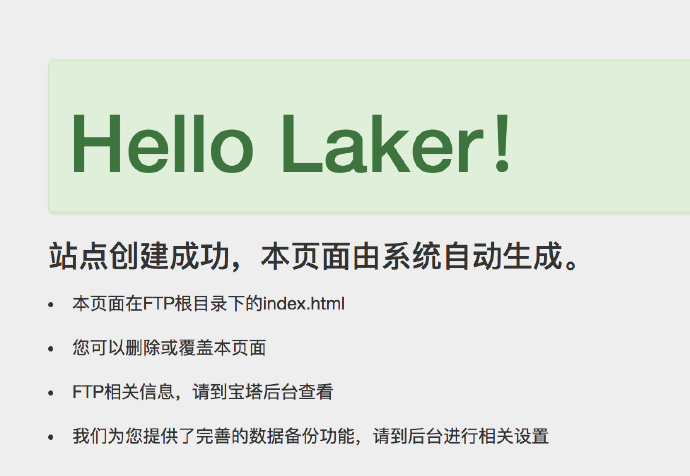 Hello Laker！
站点创建成功，本页面由系统自动生成。
本页面在FTP根目录下的index.html
您可以删除或覆盖本页面
FTP相关信息，请到宝塔后台查看
我们为您提供了完善的数据备份功能，请到后台进行相关设置